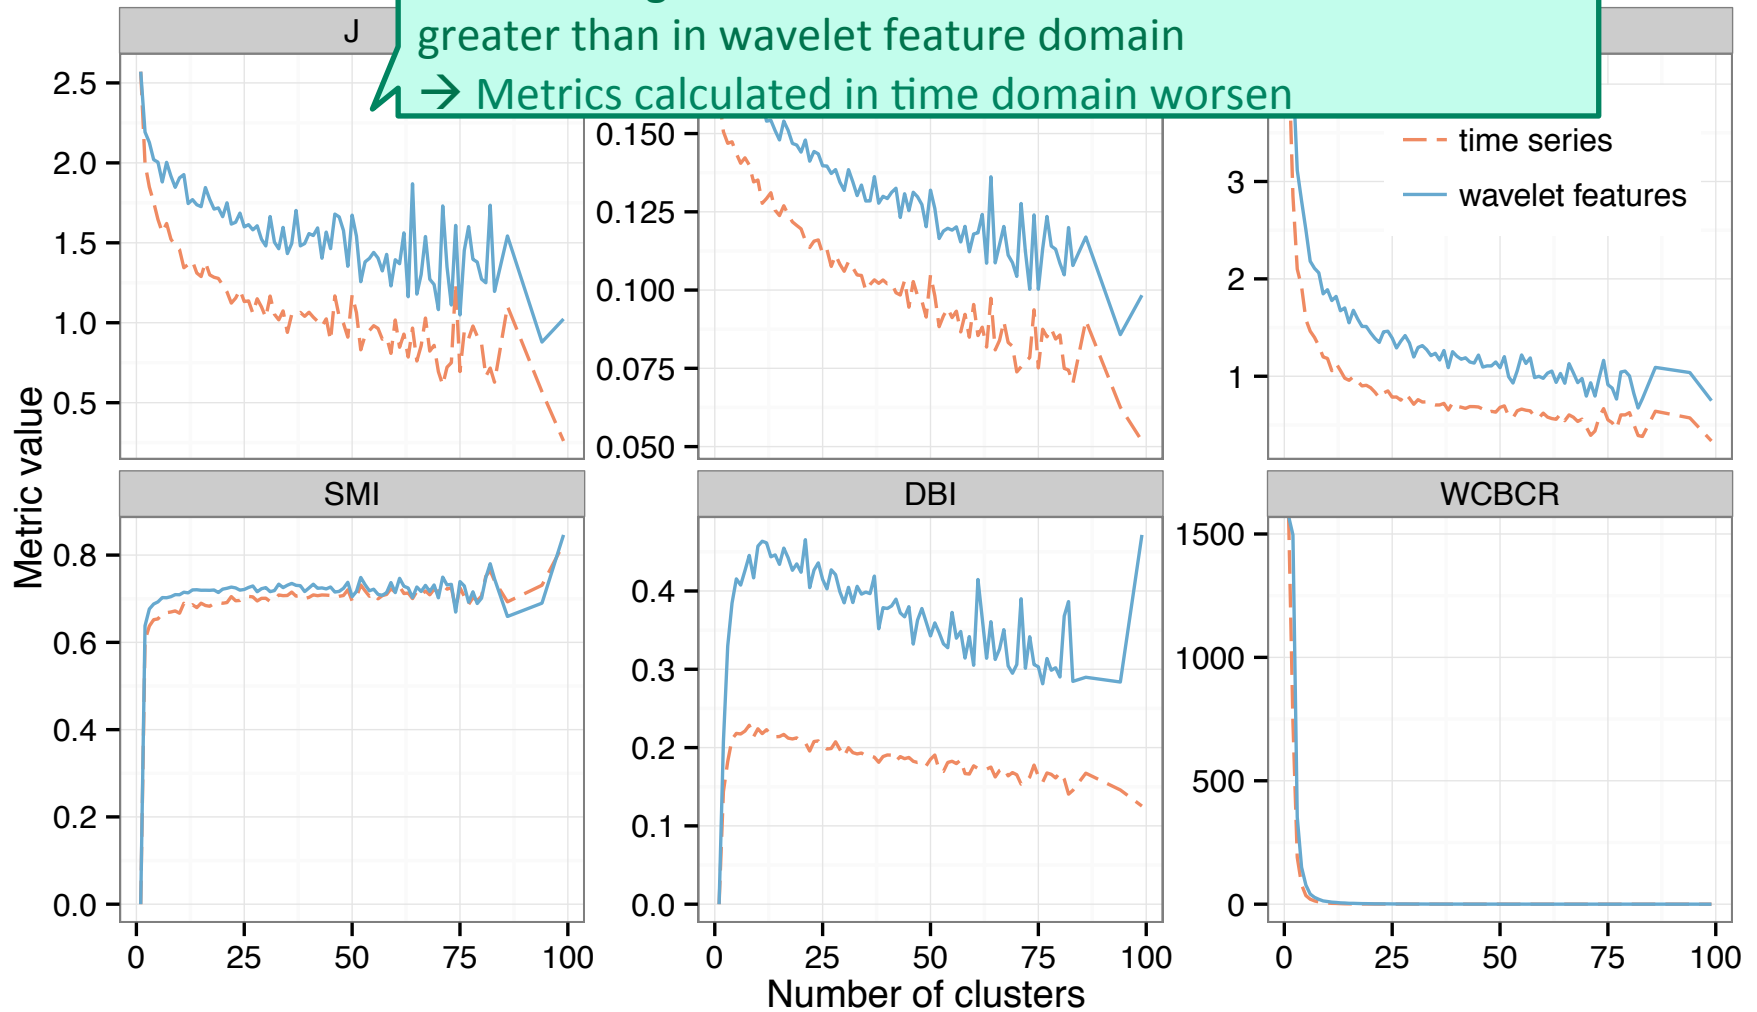 greater than in wavelet feature domain
→ Metrics calculated in time domain worsen
J
2.5
2.0
1.5
1.0
0.5
0.150
0.125
0.100
0.075
0.050
3
2
1
time series
wavelet features
Metric value
SMI
DBI
WCBCR
0.8
0.6
0.4
0.2
0.0
0.4
0.3
0.2
0.1
0.0
1500
1000
500
0
0 25 50 75 100
0 25 50 75 100
0 25 50 75 100
Number of clusters